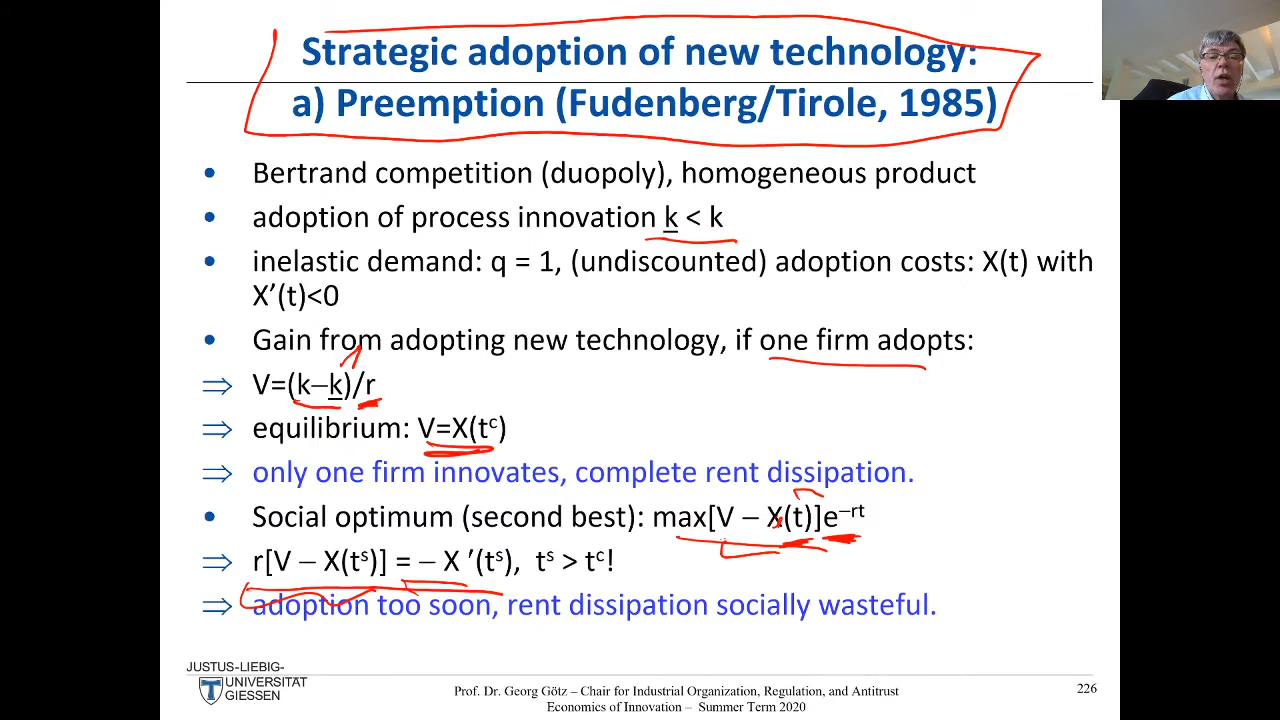 Strategic adoption of new technology:
a) Preemption (Fudenberg/Tirole, 1985)
• Bertrand competition (duopoly), homogeneous product
• adoption of process innovation k̲ < k
• inelastic demand: q = 1, (undiscounted) adoption costs: X(t) with
X’(t)<0
• Gain from adopting new technology, if one firm adopts:
⇒ V=(k–k̲)/r
⇒ equilibrium: V=X(tᶜ)
⇒ only one firm innovates, complete rent dissipation.
• Social optimum (second best): max[V – X(t)]e⁻ʳᵗ
⇒ r[V – X(tˢ)] = – X ’(tˢ), tˢ > tᶜ!
⇒ adoption too soon, rent dissipation socially wasteful.
JUSTUS-LIEBIG-
UNIVERSITÄT
GIESSEN
Prof. Dr. Georg Götz – Chair for Industrial Organization, Regulation, and Antitrust
Economics of Innovation – Summer Term 2020
226